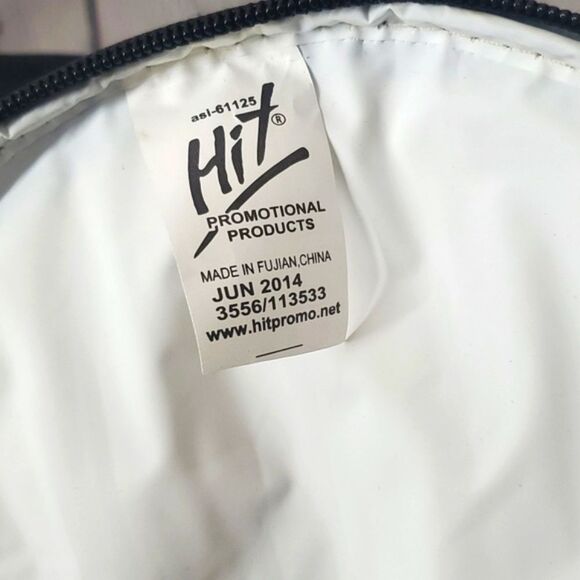 asi-61125
Hit®
PROMOTIONAL
PRODUCTS
MADE IN FUJIAN,CHINA
JUN 2014
3556/113533
www.hitpromo.net